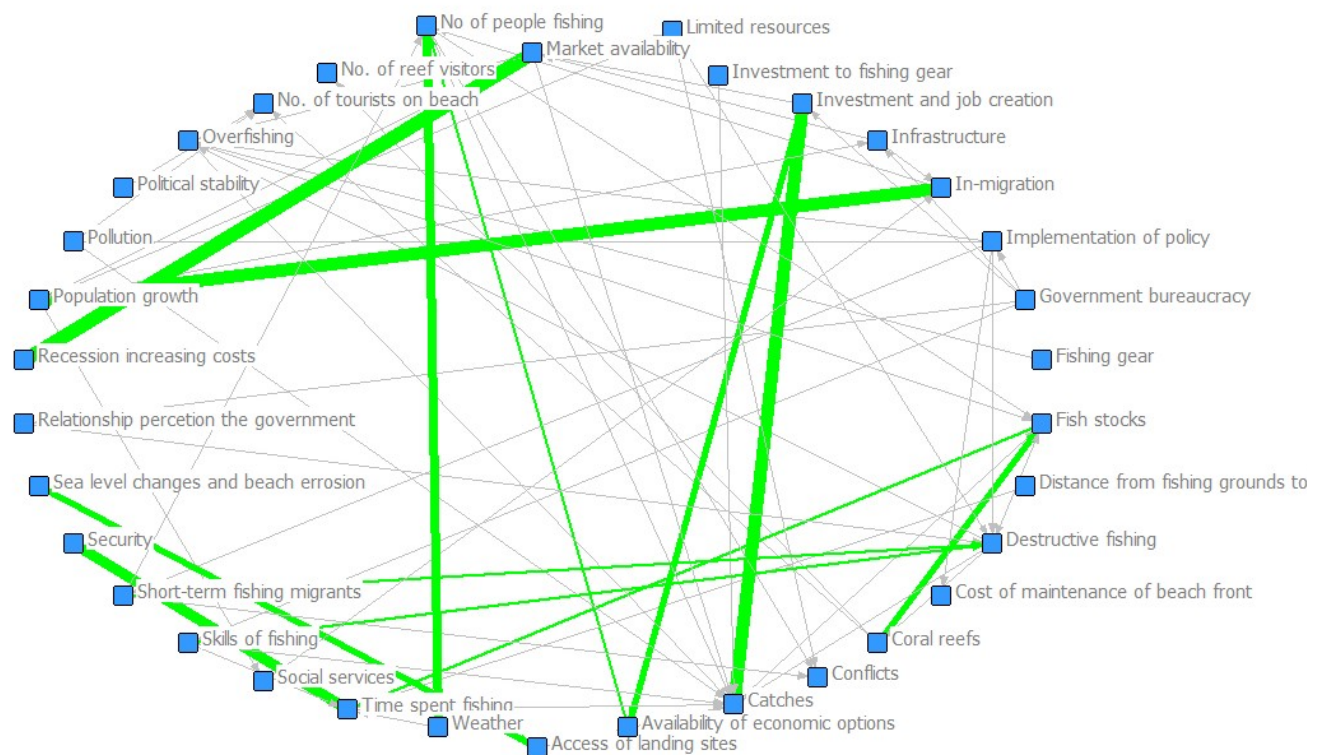 No of people fishing
Limited resources
Market availability
No. of reef visitors
Investment to fishing gear
No. of tourists on beach
Investment and job creation
Overfishing
Infrastructure
Political stability
In-migration
Pollution
Implementation of policy
Population growth
Government bureaucracy
Recession increasing costs
Fishing gear
Relationship percetion the government
Fish stocks
Sea level changes and beach errosion
Distance from fishing grounds to
Security
Destructive fishing
Short-term fishing migrants
Cost of maintenance of beach front
Skills of fishing
Coral reefs
Social services
Conflicts
Time spent fishing
Catches
Weather
Availability of economic options
Access of landing sites